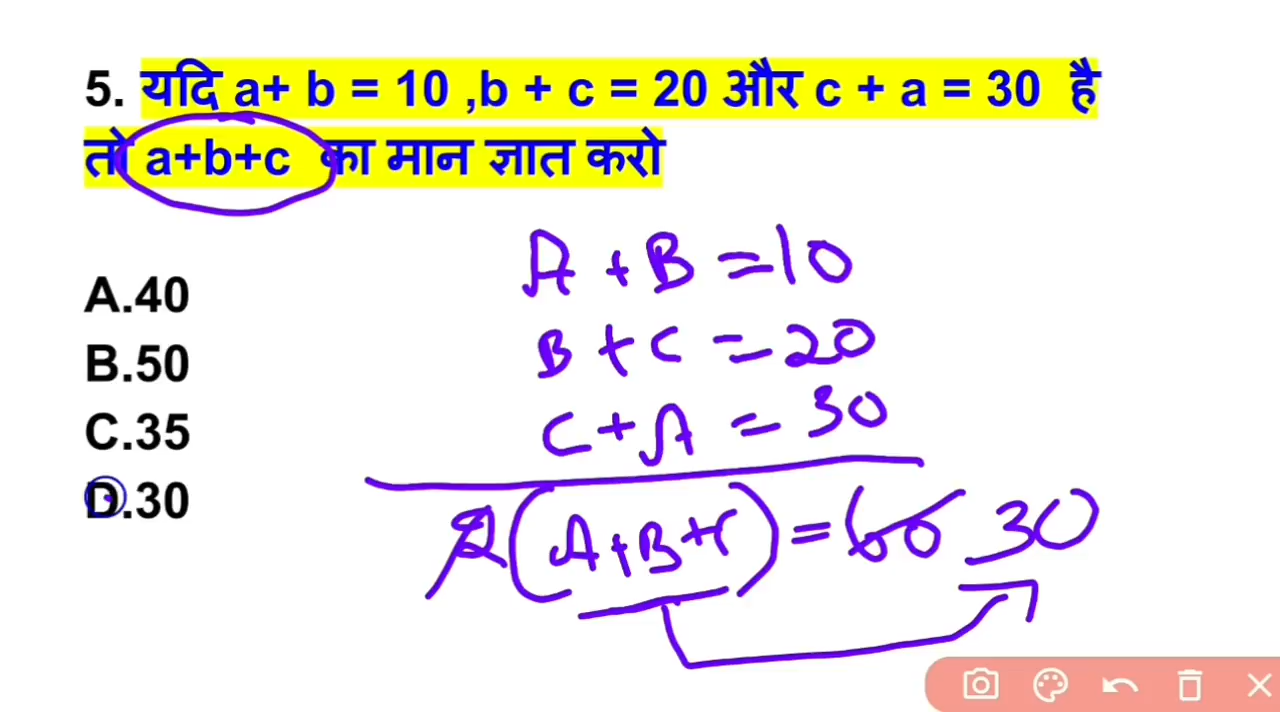 5. यदि a+ b = 10 ,b + c = 20 और c + a = 30 है
तो a+b+c का मान ज्ञात करो
A.40
B.50
C.35
D.30
A + B = 10
B + C = 20
C + A = 30
2(A+B+C) = 60 30